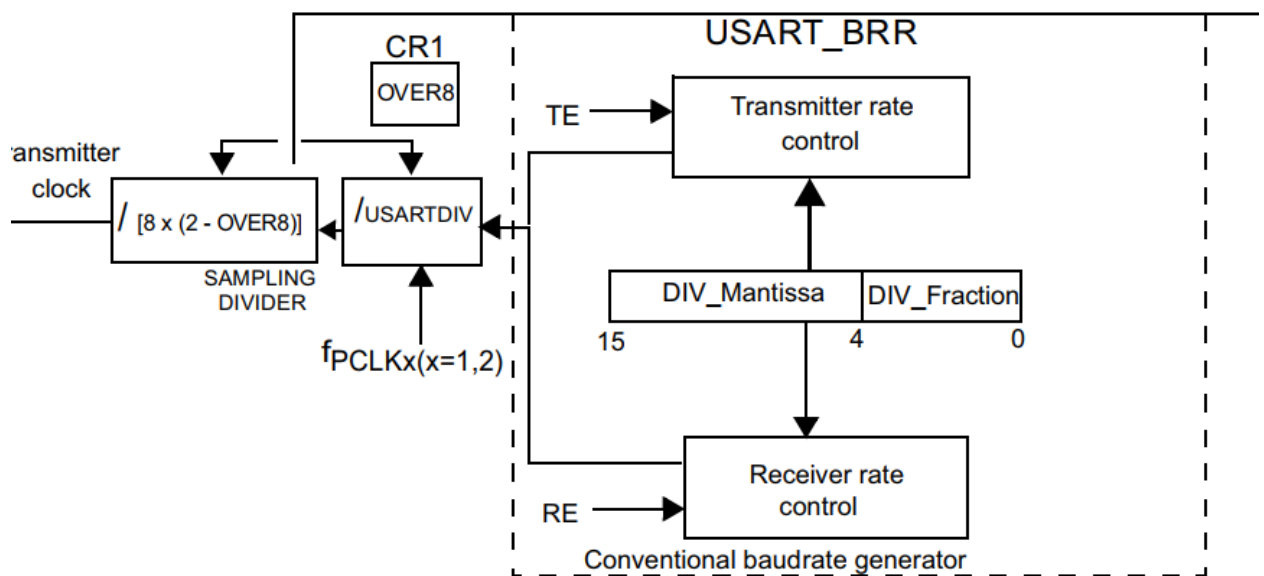 USART_BRR
CR1
OVER8
TE
Transmitter rate
control
ansmitter
clock
/ [8 x (2 - OVER8)]
/USARTDIV
SAMPLING
DIVIDER
DIV_Mantissa
DIV_Fraction
15
4
0
fPCLKx(x=1,2)
Receiver rate
control
RE
Conventional baudrate generator